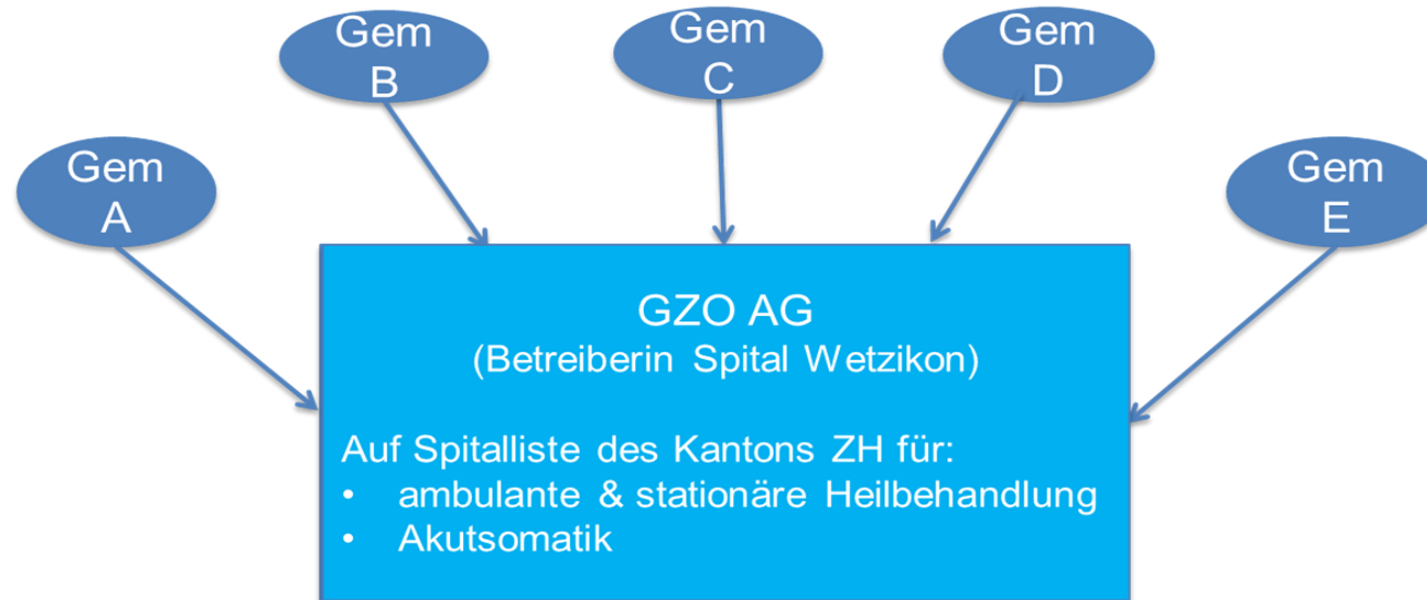 Gem
B
Gem
C
Gem
D
Gem
A
Gem
E
GZO AG
(Betreiberin Spital Wetzikon)
Auf Spitalliste des Kantons ZH für:
• ambulante & stationäre Heilbehandlung
• Akutsomatik